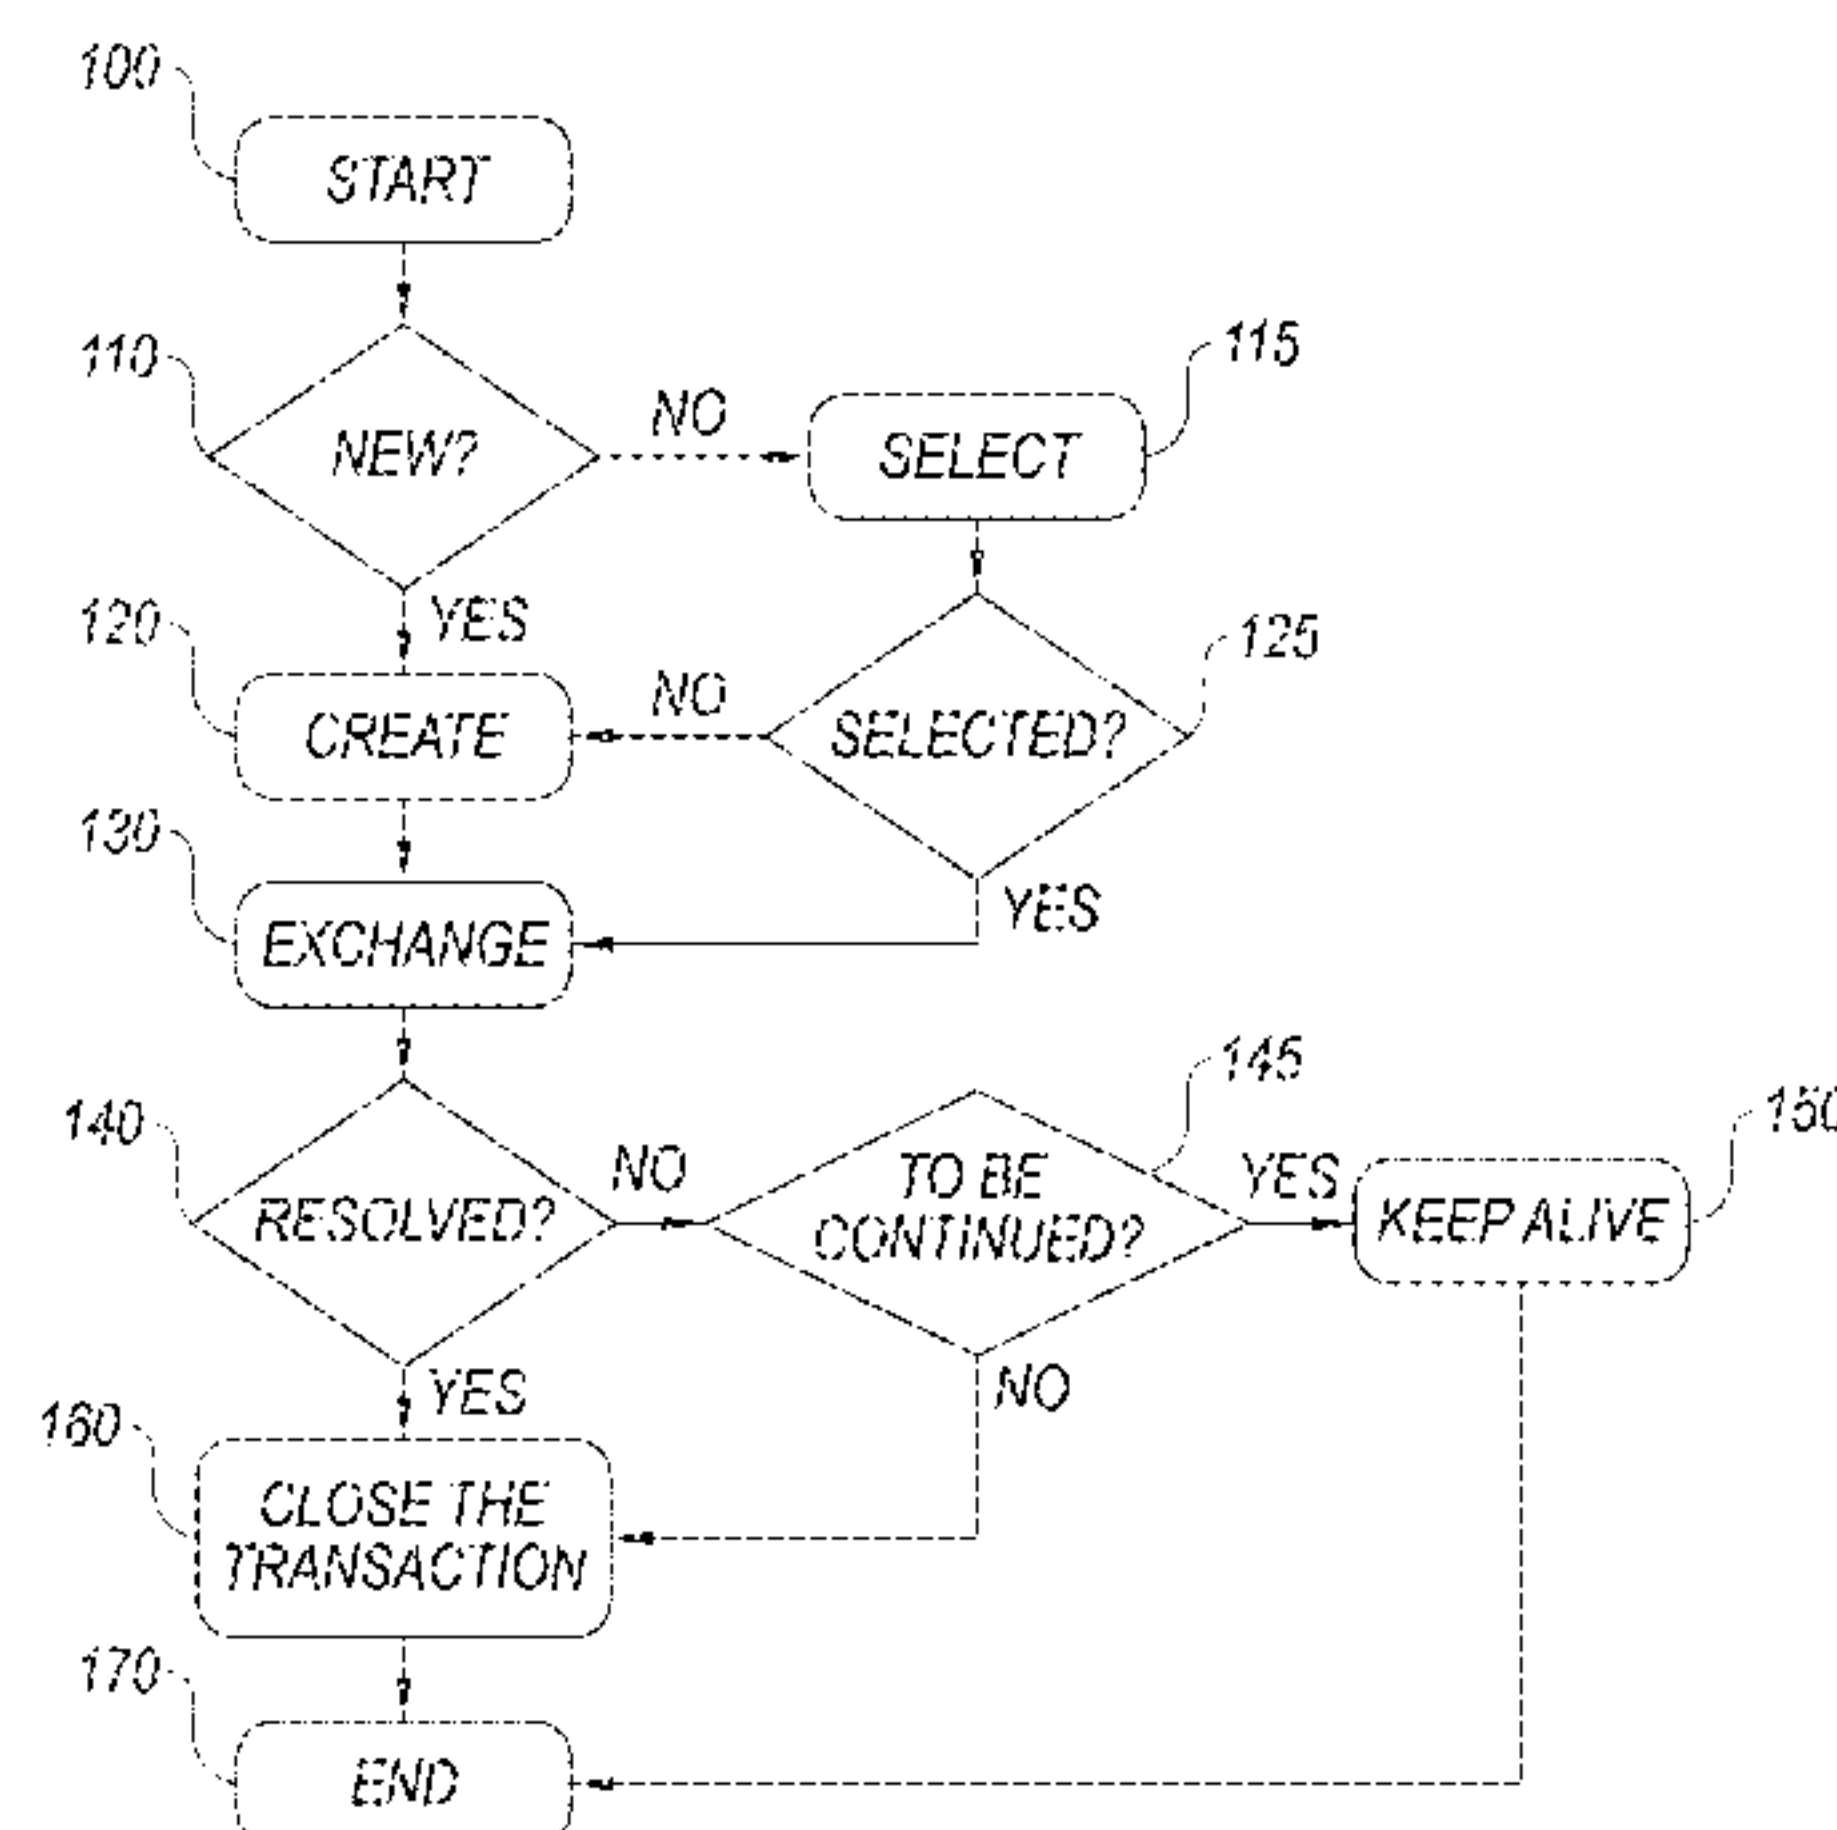 100
START
110
NEW?
NO
SELECT
115
YES
120
CREATE
NO
SELECTED?
125
130
EXCHANGE
YES
140
RESOLVED?
NO
TO BE
CONTINUED?
145
YES
KEEP ALIVE
150
YES
NO
160
CLOSE THE
TRANSACTION
170
END